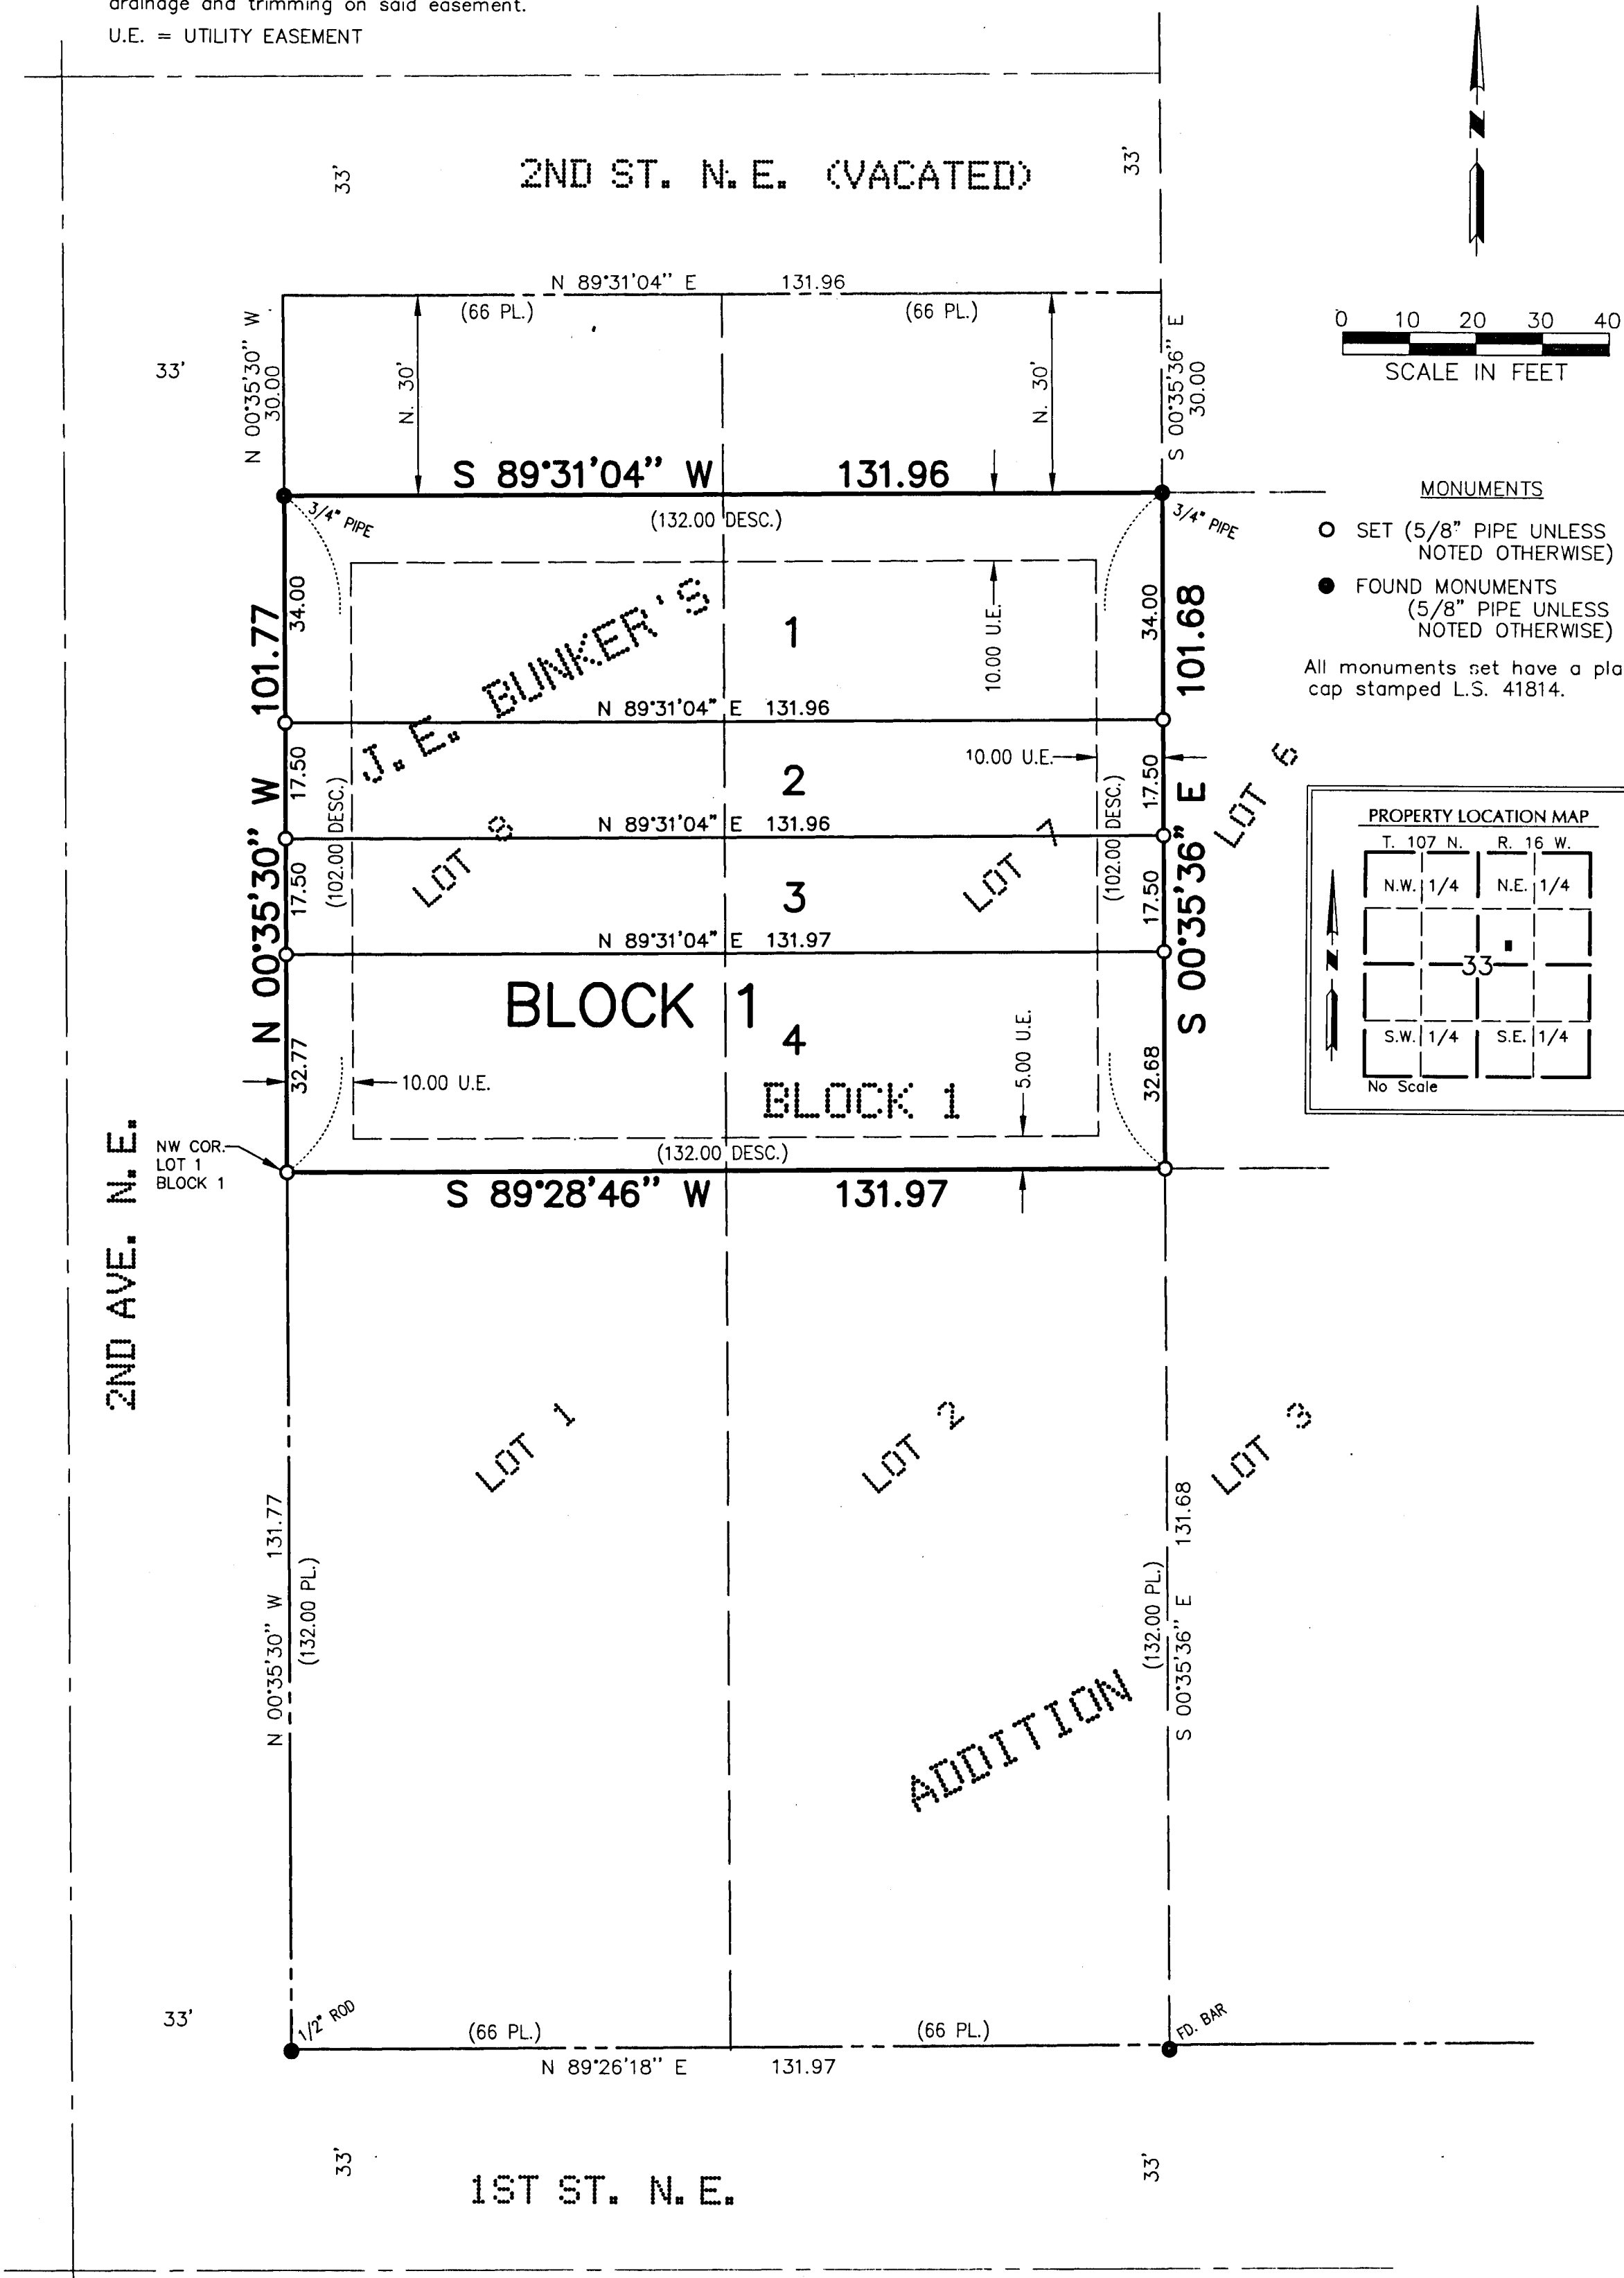 drainage and trimming on said easement.
U.E. = UTILITY EASEMENT
33'
2ND ST. N.E. (VACATED)
33'
N
N 89°31'04" E 131.96
(66 PL.)
(66 PL.)
33'
N 00°35'30" W
30.00
N. 30'
N. 30'
S 00°35'36" E
30.00
0 10 20 30 40
SCALE IN FEET
S 89°31'04" W 131.96
(132.00 DESC.)
3/4" PIPE
3/4" PIPE
MONUMENTS
SET (5/8" PIPE UNLESS
NOTED OTHERWISE)
FOUND MONUMENTS
(5/8" PIPE UNLESS
NOTED OTHERWISE)
All monuments set have a pla
cap stamped L.S. 41814.
N 00°35'30" W 101.77
34.00
J.E. BUNKER'S
1
10.00 U.E.
34.00
S 00°35'36" E 101.68
N 89°31'04" E 131.96
17.50
(102.00 DESC.)
2
10.00 U.E.
17.50
(102.00 DESC.)
LOT 6
N 89°31'04" E 131.96
LOT 8
LOT 7
17.50
3
17.50
N 89°31'04" E 131.97
BLOCK 1
4
32.77
10.00 U.E.
BLOCK 1
5.00 U.E.
32.68
PROPERTY LOCATION MAP
T. 107 N. R. 16 W.
N.W. 1/4 N.E. 1/4
N
33
S.W. 1/4 S.E. 1/4
No Scale
NW COR.
LOT 1
BLOCK 1
(132.00 DESC.)
S 89°28'46" W 131.97
2ND AVE. N.E.
LOT 1
LOT 2
LOT 3
N 00°35'30" W 131.77
(132.00 PL.)
(132.00 PL.)
S 00°35'36" E 131.68
ADDITION
33'
1/2" ROD
(66 PL.)
(66 PL.)
FD. BAR
N 89°26'18" E 131.97
33'
33'
1ST ST. N.E.